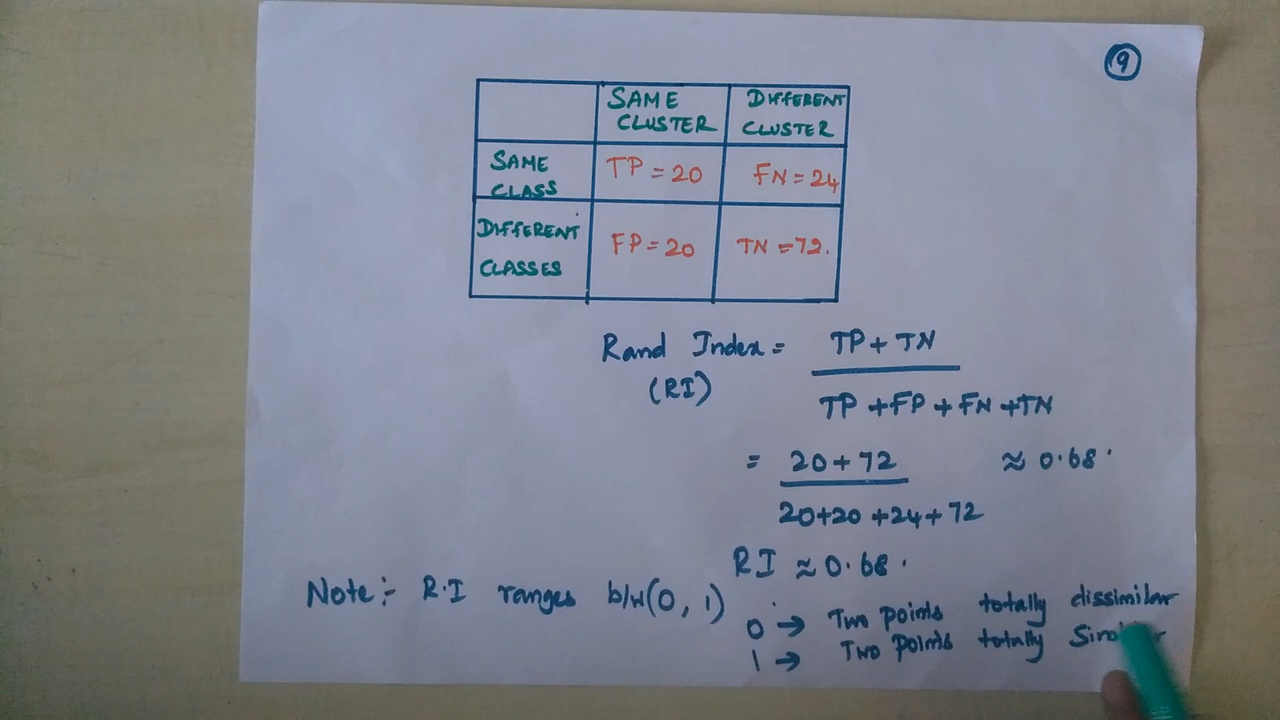 9
SAME CLUSTER
DIFFERENT CLUSTER
SAME CLASS
TP = 20
FN = 24
DIFFERENT CLASSES
FP = 20
TN = 72.
Rand Index = TP + TN
(RI)
TP + FP + FN + TN
= 20 + 72 ≈ 0.68.
20+20 +24+ 72
RI ≈ 0.68.
Note:- R.I ranges b/w (0, 1)
0 → Two points totally dissimilar
1 → Two points totally